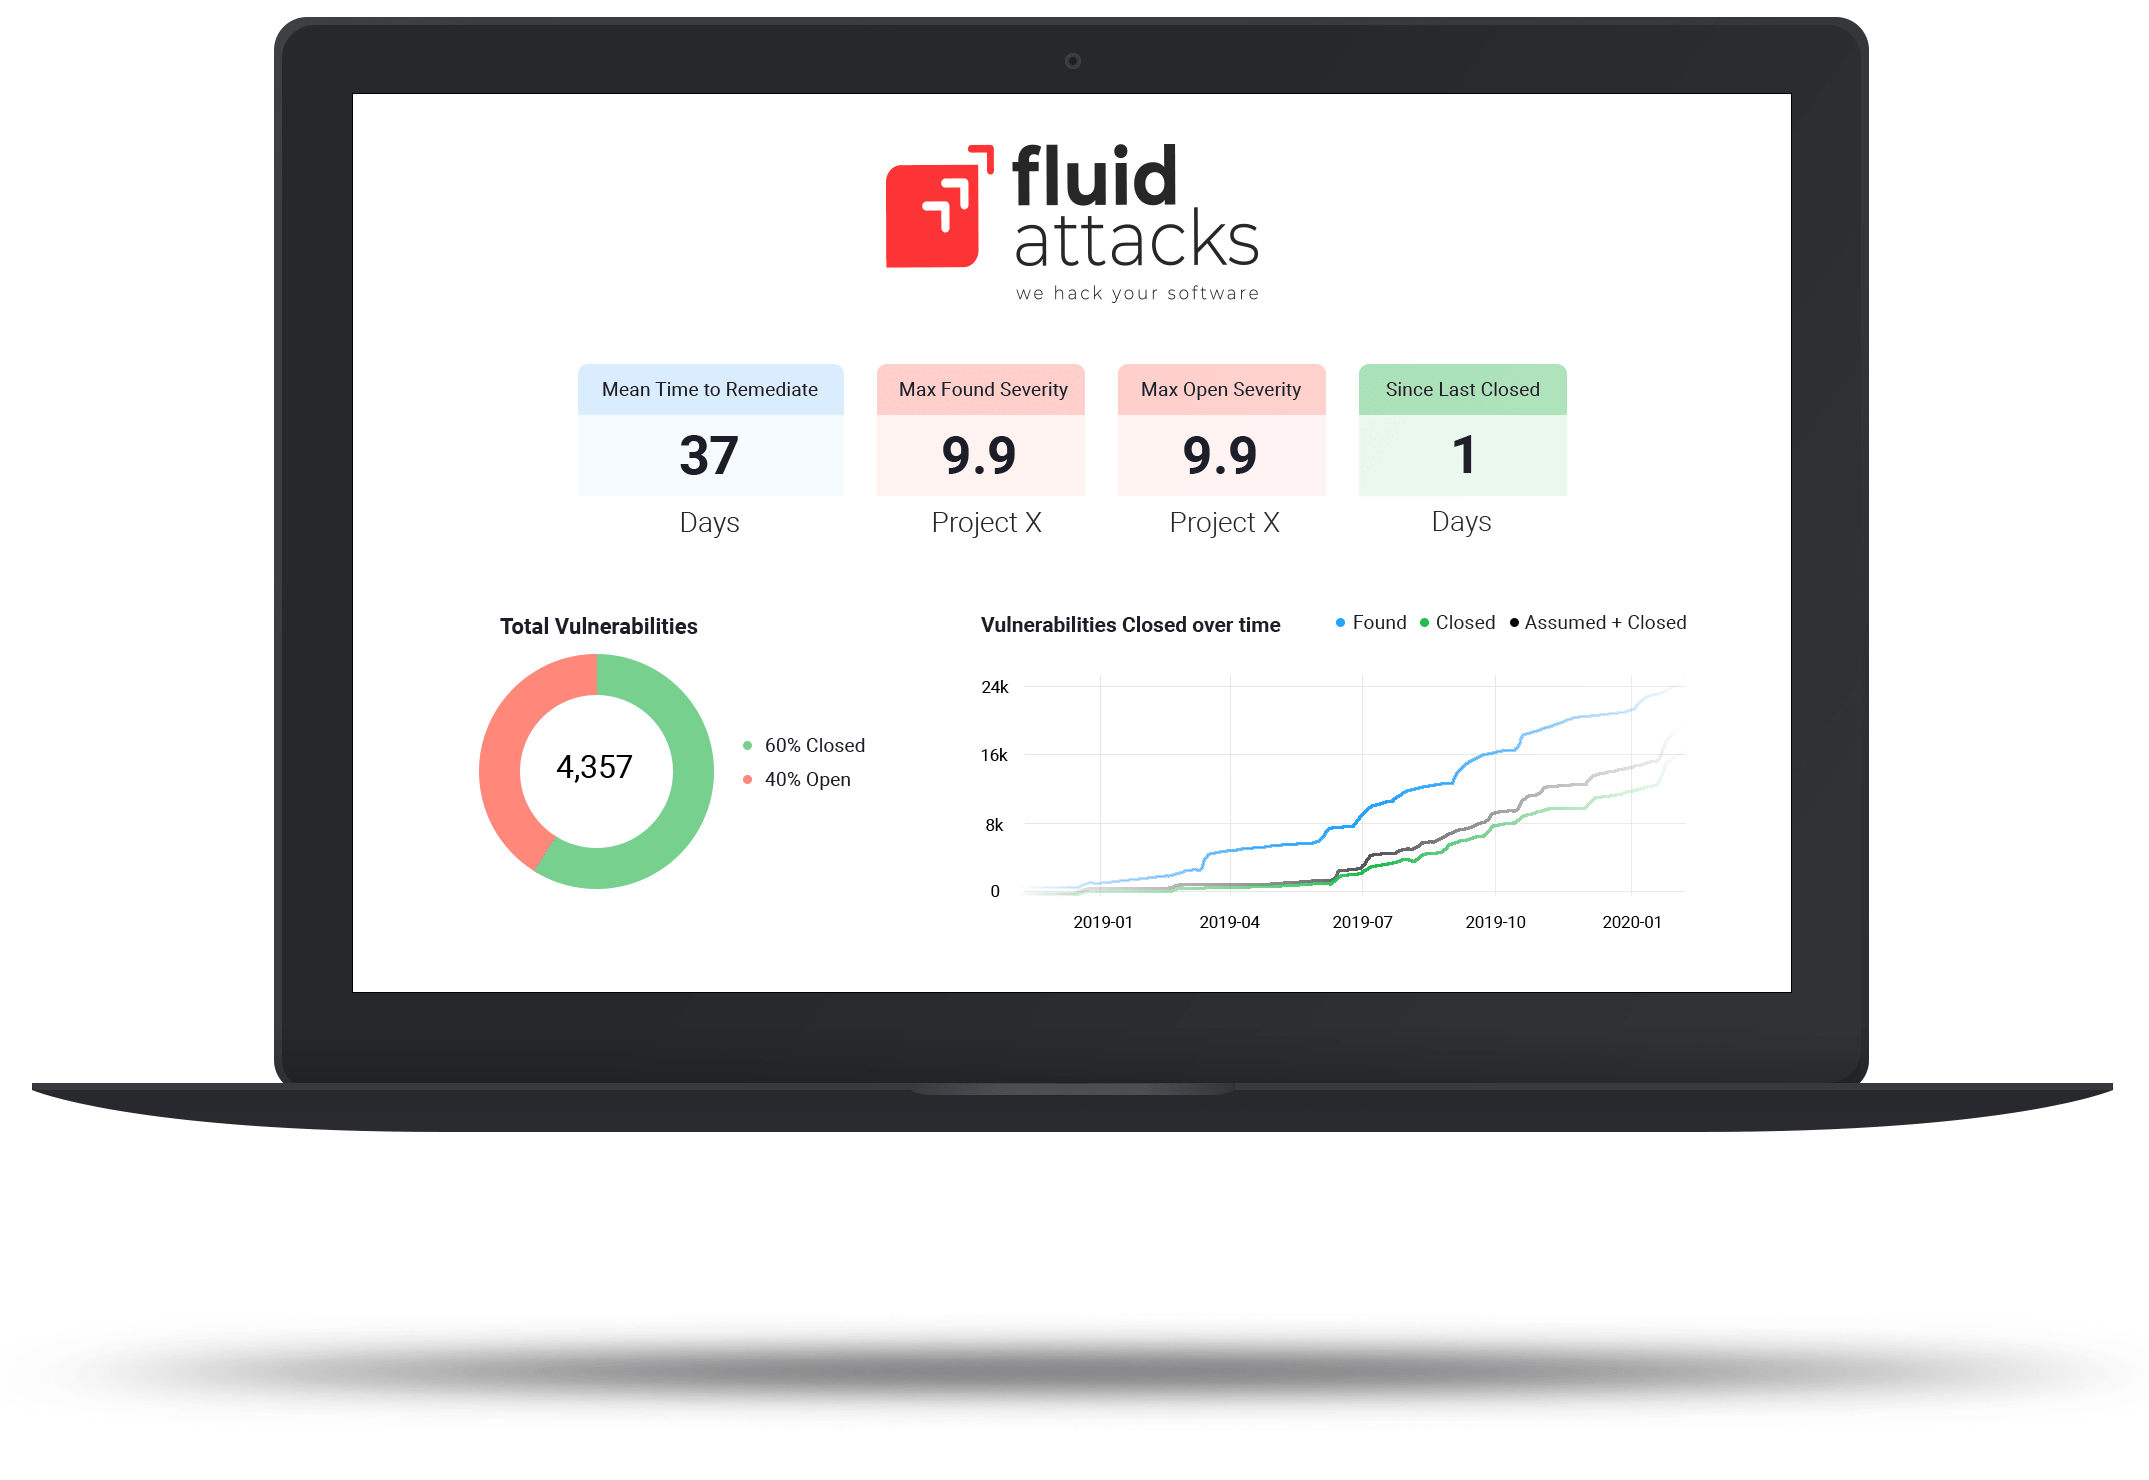 fluid
attacks
we hack your software
Mean Time to Remediate
37
Days
Max Found Severity
9.9
Project X
Max Open Severity
9.9
Project X
Since Last Closed
1
Days
Total Vulnerabilities
4,357
60% Closed
40% Open
Vulnerabilities Closed over time
Found
Closed
Assumed + Closed
24k
16k
8k
0
2019-01
2019-04
2019-07
2019-10
2020-01